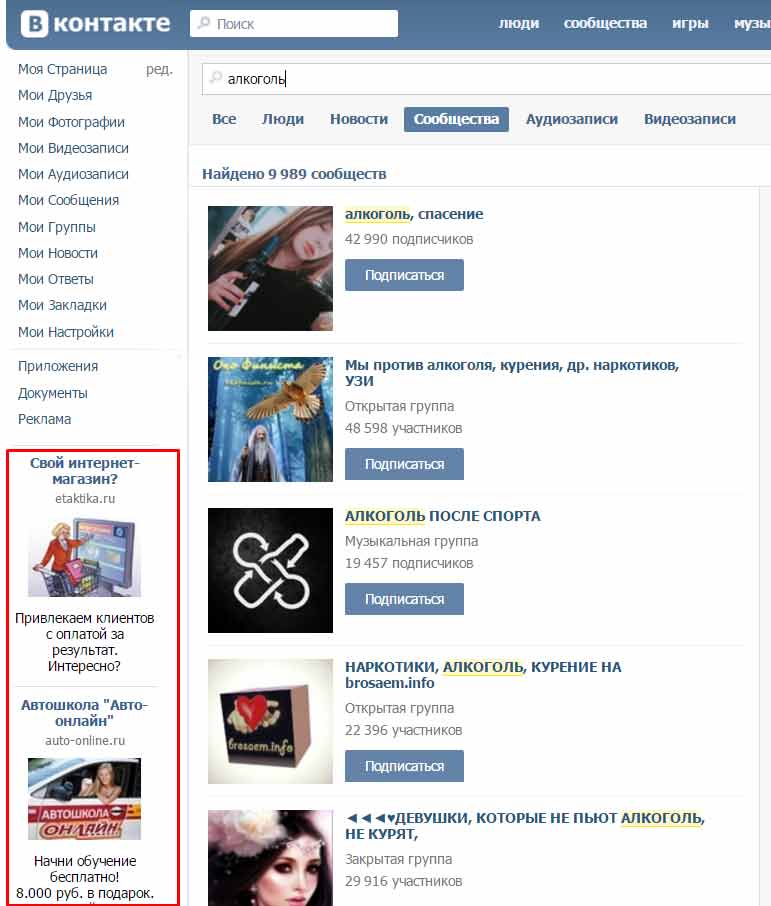 В контакте
Поиск
люди сообщества игры музы
Моя Страница ред.
Мои Друзья
Мои Фотографии
Мои Видеозаписи
Мои Аудиозаписи
Мои Сообщения
Мои Группы
Мои Новости
Мои Ответы
Мои Закладки
Мои Настройки
Приложения
Документы
Реклама
Свой интернет-
магазин?
etaktika.ru
Привлекаем клиентов
с оплатой за
результат.
Интересно?
Автошкола "Авто-
онлайн"
auto-online.ru
АВТОШКОЛА
ОНЛАЙН
Начни обучение
бесплатно!
8.000 руб. в подарок.
алкоголь
Все Люди Новости Сообщества Аудиозаписи Видеозаписи
Найдено 9 989 сообществ
алкоголь, спасение
42 990 подписчиков
Подписаться
Око Финиста
Мы против алкоголя, курения, др. наркотиков,
УЗИ
Открытая группа
48 598 участников
Подписаться
АЛКОГОЛЬ ПОСЛЕ СПОРТА
Музыкальная группа
19 457 подписчиков
Подписаться
brosaem.info
НАРКОТИКИ, АЛКОГОЛЬ, КУРЕНИЕ НА
brosaem.info
Открытая группа
22 396 участников
Подписаться
◄◄◄♥ДЕВУШКИ, КОТОРЫЕ НЕ ПЬЮТ АЛКОГОЛЬ,
НЕ КУРЯТ,
Закрытая группа
29 916 участников